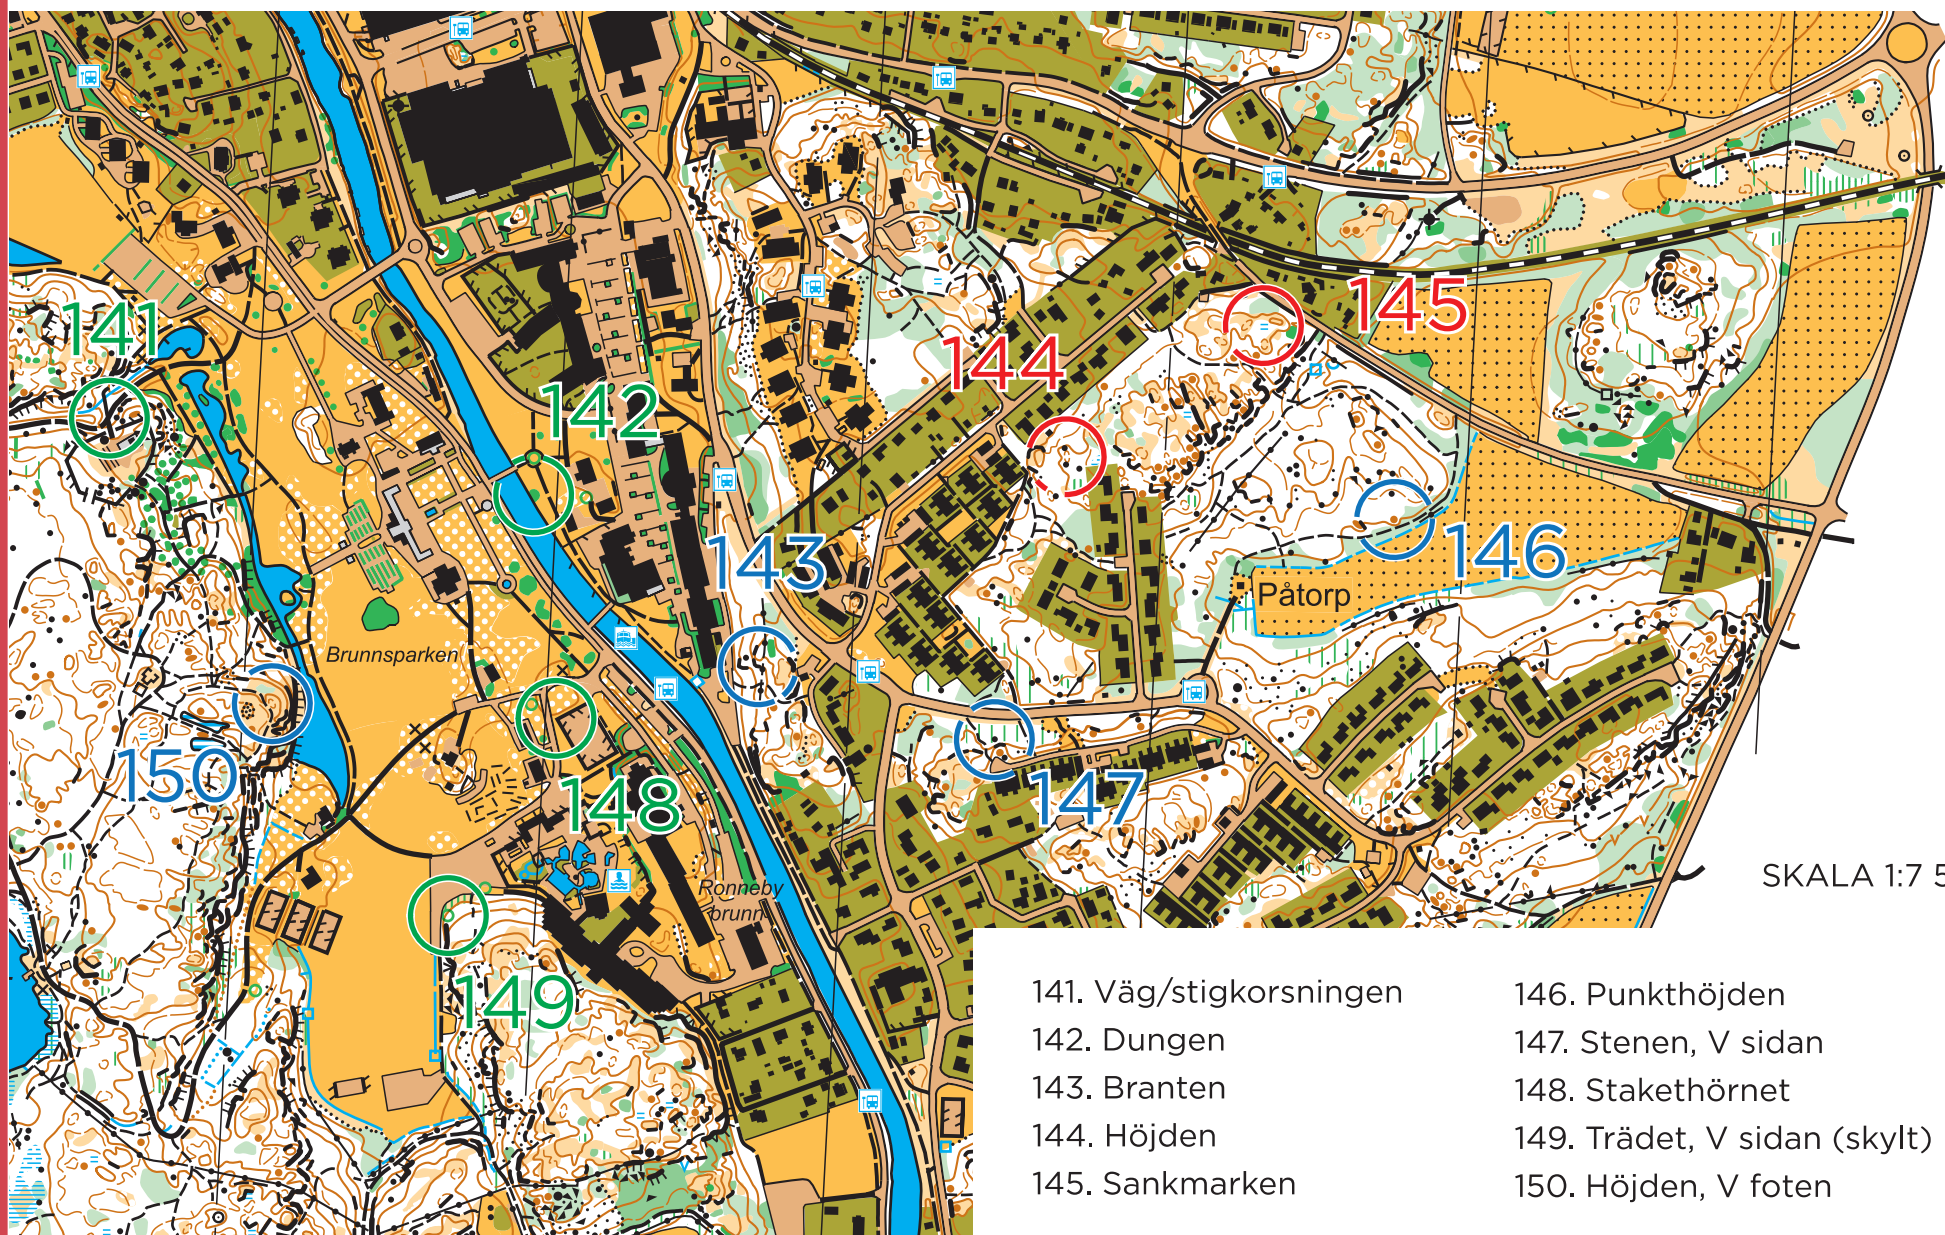 141
142
143
144
145
146
147
148
149
150
Påtorp
Brunnsparken
Ronneby
brunn
SKALA 1:7 5
141. Väg/stigkorsningen
142. Dungen
143. Branten
144. Höjden
145. Sankmarken
146. Punkthöjden
147. Stenen, V sidan
148. Stakethörnet
149. Trädet, V sidan (skylt)
150. Höjden, V foten